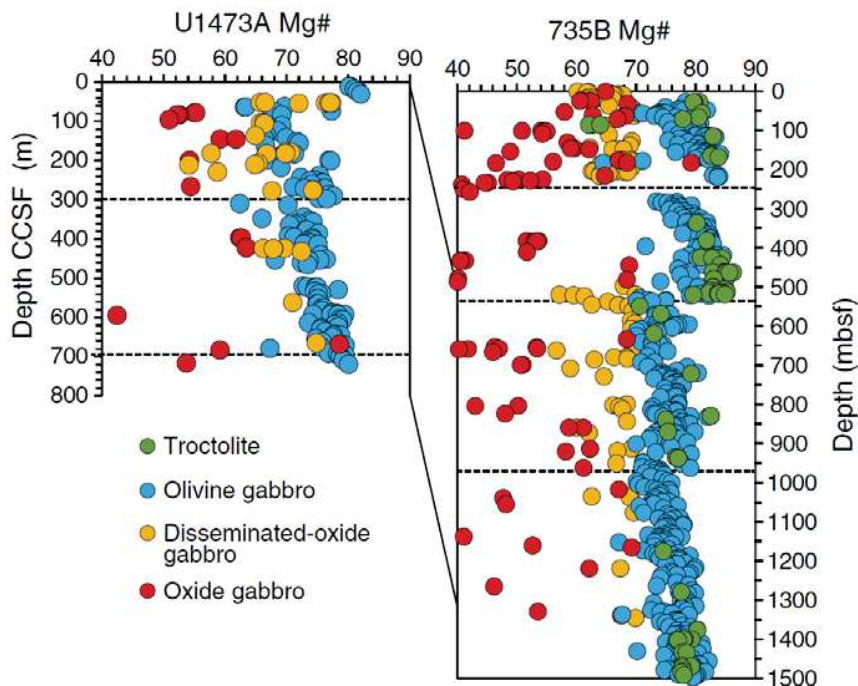 U1473A Mg#
40 50 60 70 80 90
0
100
200
300
400
500
600
700
800
Depth CCSF (m)
735B Mg#
40 50 60 70 80 90
0
100
200
300
400
500
600
700
800
900
1000
1100
1200
1300
1400
1500
Depth (mbsf)
Troctolite
Olivine gabbro
Disseminated-oxide
gabbro
Oxide gabbro